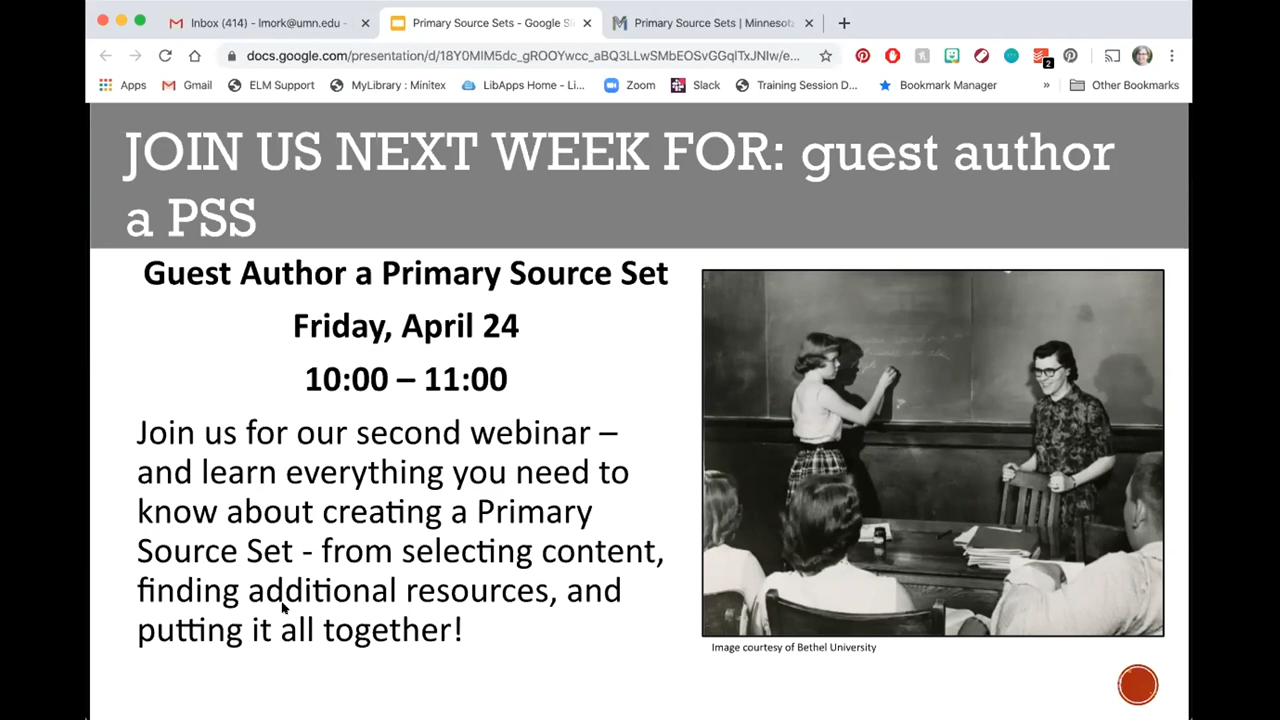 Inbox (414) - lmork@umn.edu -
Primary Source Sets - Google Sl
Primary Source Sets | Minnesota
docs.google.com/presentation/d/18Y0MlM5dc_gROOYwcc_aBQ3LLwSMbEOSvGGqlTxJNIw/e...
2
Apps
Gmail
ELM Support
MyLibrary : Minitex
LibApps Home - Li...
Zoom
Slack
Training Session D...
Bookmark Manager
»
Other Bookmarks
JOIN US NEXT WEEK FOR: guest author
a PSS
Guest Author a Primary Source Set
Friday, April 24
10:00 – 11:00
Join us for our second webinar –
and learn everything you need to
know about creating a Primary
Source Set - from selecting content,
finding additional resources, and
putting it all together!
Image courtesy of Bethel University